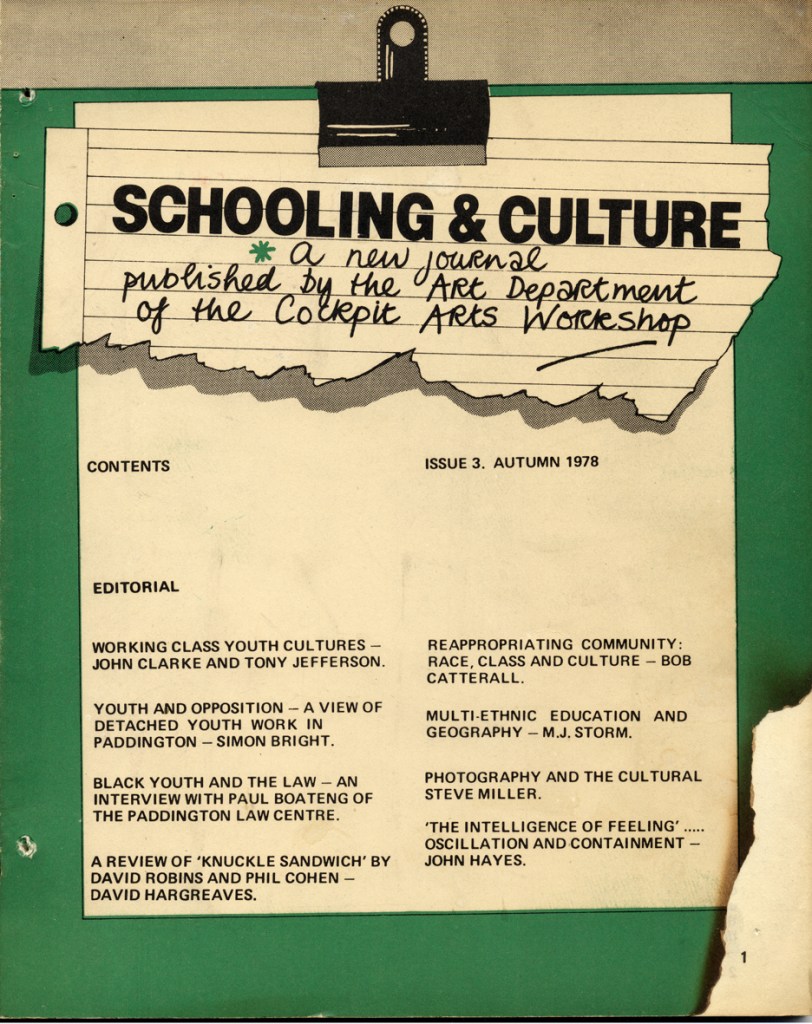 SCHOOLING & CULTURE
* a new journal
published by the Art Department
of the Cockpit Arts Workshop
CONTENTS
ISSUE 3. AUTUMN 1978
EDITORIAL
WORKING CLASS YOUTH CULTURES –
JOHN CLARKE AND TONY JEFFERSON.
YOUTH AND OPPOSITION – A VIEW OF
DETACHED YOUTH WORK IN
PADDINGTON – SIMON BRIGHT.
BLACK YOUTH AND THE LAW – AN
INTERVIEW WITH PAUL BOATENG OF
THE PADDINGTON LAW CENTRE.
A REVIEW OF 'KNUCKLE SANDWICH' BY
DAVID ROBINS AND PHIL COHEN –
DAVID HARGREAVES.
REAPPROPRIATING COMMUNITY:
RACE, CLASS AND CULTURE – BOB
CATTERALL.
MULTI-ETHNIC EDUCATION AND
GEOGRAPHY – M.J. STORM.
PHOTOGRAPHY AND THE CULTURAL
STEVE MILLER.
'THE INTELLIGENCE OF FEELING' .....
OSCILLATION AND CONTAINMENT –
JOHN HAYES.
1